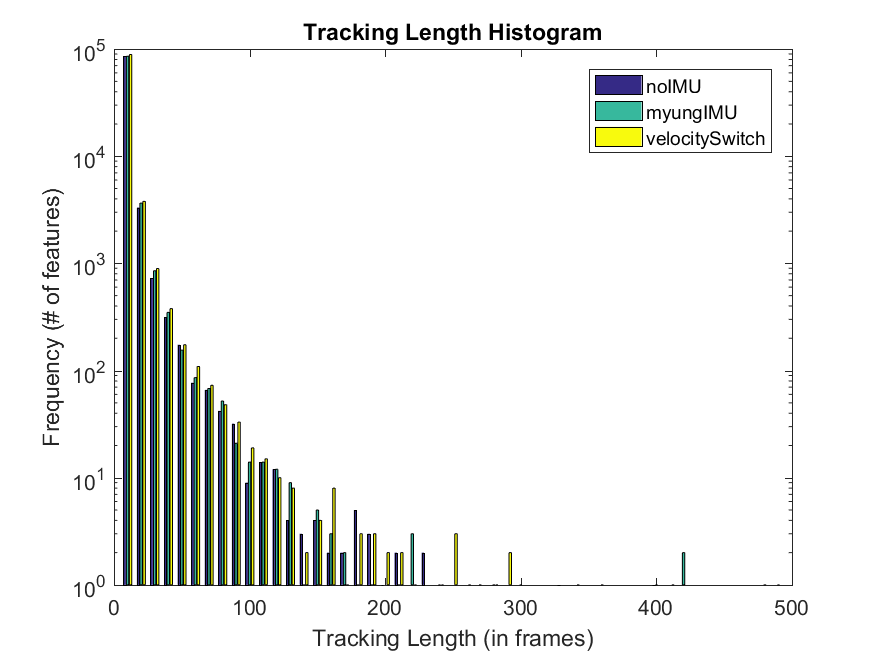 Tracking Length Histogram
10^5
10^4
10^3
10^2
10^1
10^0
Frequency (# of features)
noIMU
myungIMU
velocitySwitch
0 100 200 300 400 500
Tracking Length (in frames)